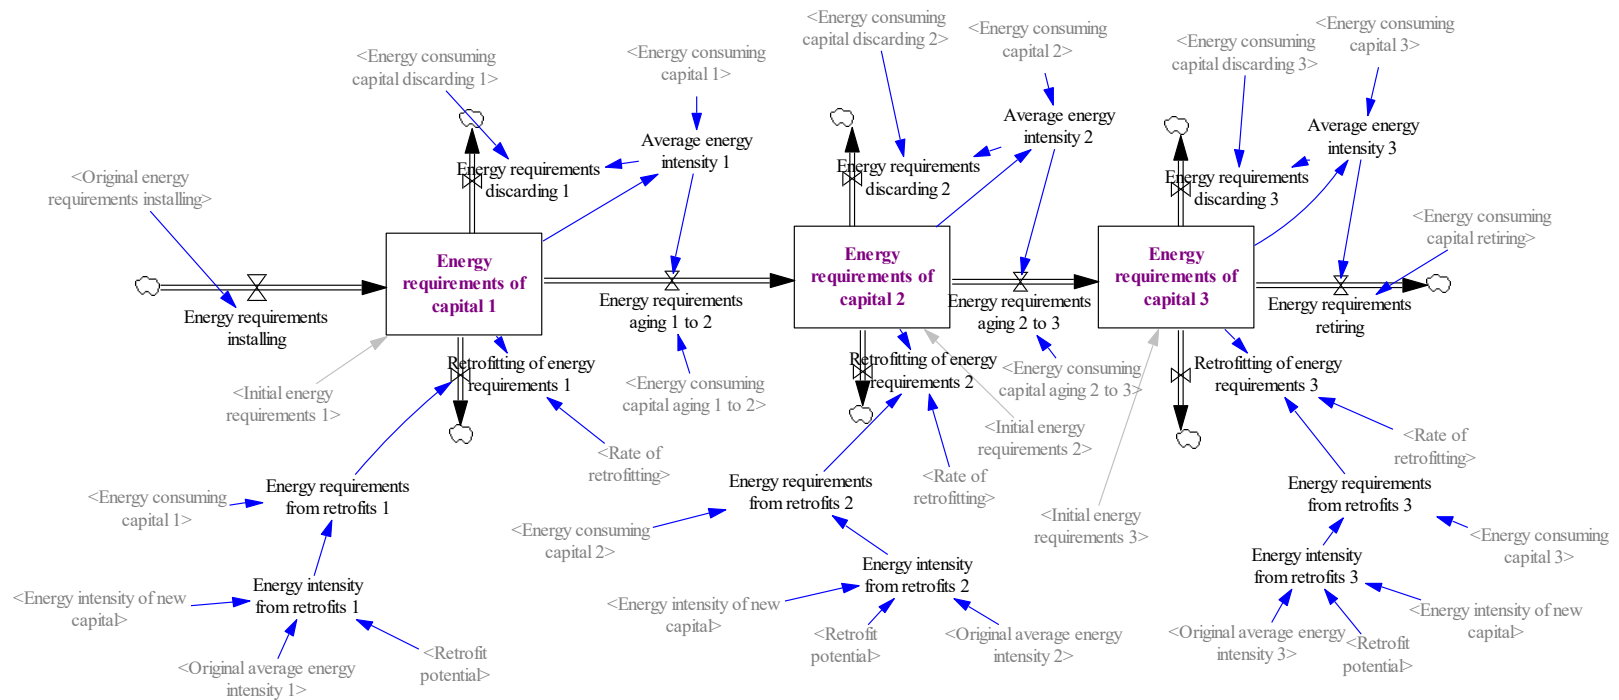 <Energy consuming
capital discarding 1>
<Energy consuming
capital 1>
<Energy consuming
capital discarding 2>
<Energy consuming
capital 2>
<Energy consuming
capital discarding 3>
<Energy consuming
capital 3>
Average energy
intensity 1
Average energy
intensity 2
Average energy
intensity 3
Energy requirements
discarding 1
Energy requirements
discarding 2
Energy requirements
discarding 3
<Original energy
requirements installing>
<Energy consuming
capital retiring>
Energy
requirements of
capital 1
Energy
requirements of
capital 2
Energy
requirements of
capital 3
Energy requirements
installing
Energy requirements
aging 1 to 2
Energy requirements
aging 2 to 3
Energy requirements
retiring
Retrofitting of energy
requirements 1
Retrofitting of energy
requirements 2
Retrofitting of energy
requirements 3
<Initial energy
requirements 1>
<Energy consuming
capital aging 1 to 2>
<Energy consuming
capital aging 2 to 3>
<Initial energy
requirements 2>
<Rate of
retrofitting>
<Rate of
retrofitting>
<Rate of
retrofitting>
Energy requirements
from retrofits 1
Energy requirements
from retrofits 2
Energy requirements
from retrofits 3
<Energy consuming
capital 1>
<Energy consuming
capital 2>
<Initial energy
requirements 3>
<Energy consuming
capital 3>
Energy intensity
from retrofits 1
Energy intensity
from retrofits 2
Energy intensity
from retrofits 3
<Energy intensity of new
capital>
<Energy intensity of new
capital>
<Energy intensity of new
capital>
<Original average energy
intensity 1>
<Retrofit
potential>
<Retrofit
potential>
<Original average energy
intensity 2>
<Original average energy
intensity 3>
<Retrofit
potential>